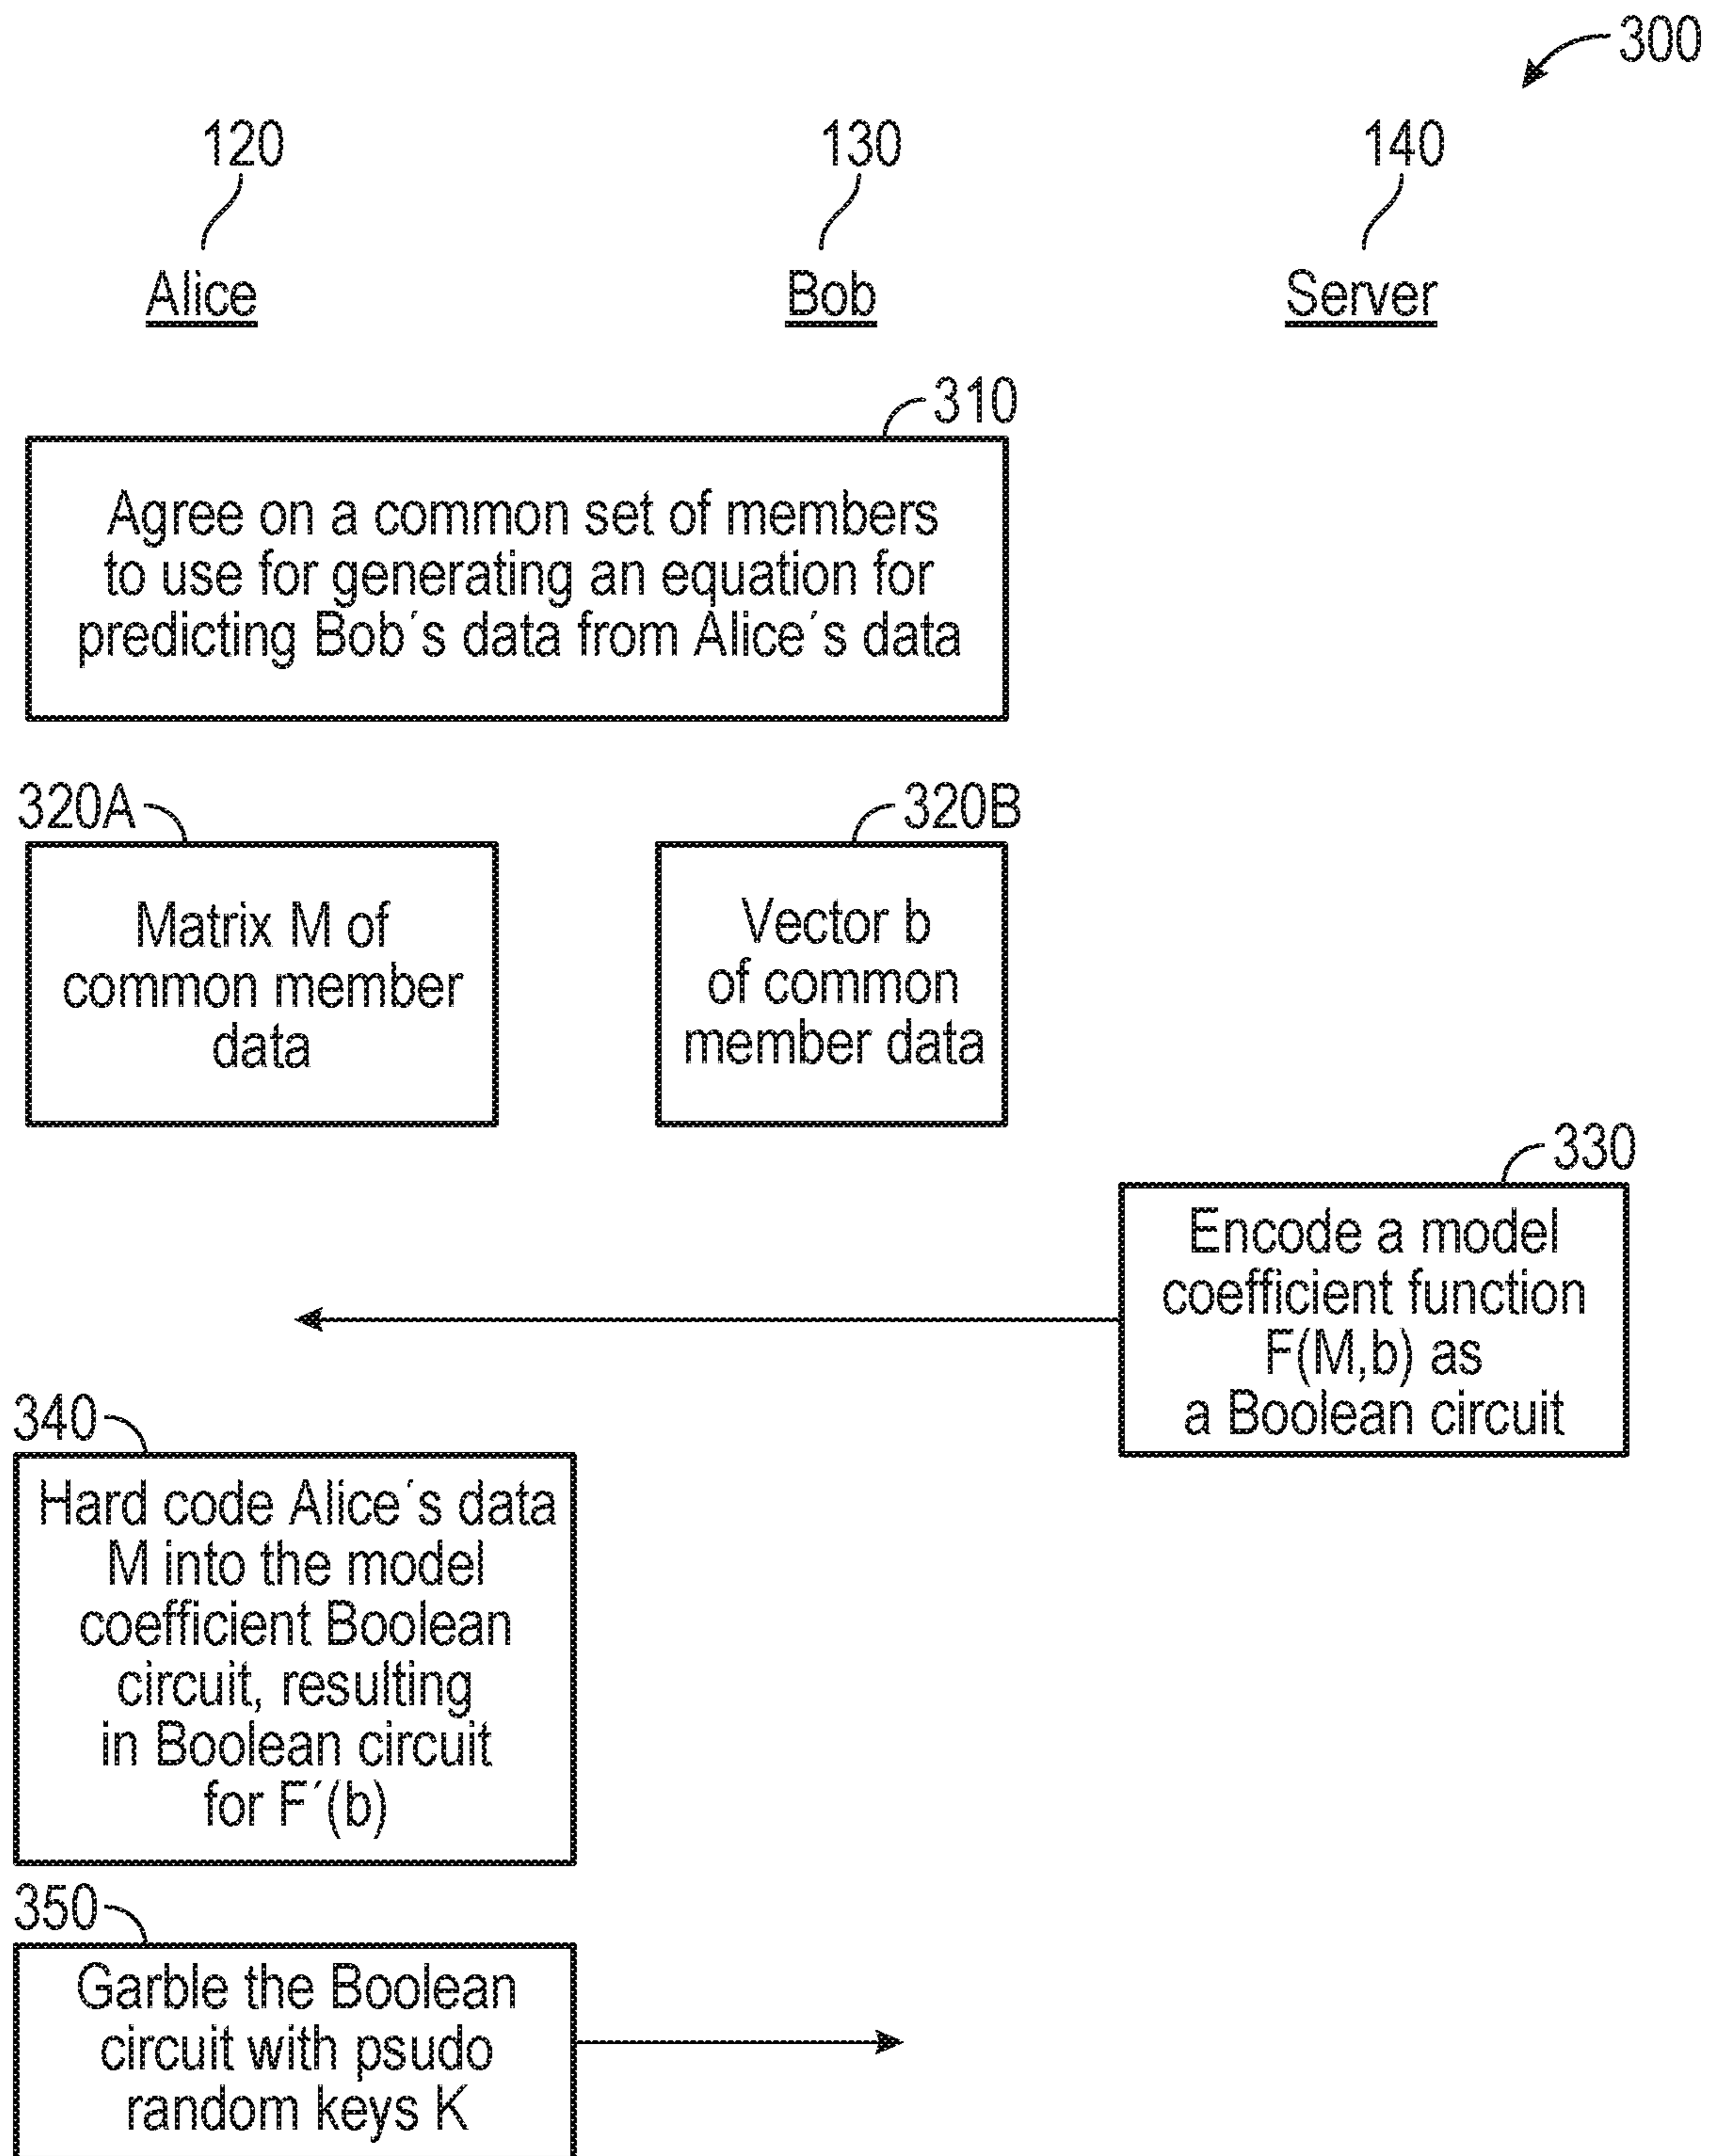 300
120
130
140
Alice
Bob
Server
310
Agree on a common set of members
to use for generating an equation for
predicting Bob´s data from Alice´s data
320A
320B
Matrix M of
common member
data
Vector b
of common
member data
330
Encode a model
coefficient function
F(M,b) as
a Boolean circuit
340
Hard code Alice´s data
M into the model
coefficient Boolean
circuit, resulting
in Boolean circuit
for F´(b)
350
Garble the Boolean
circuit with psudo
random keys K